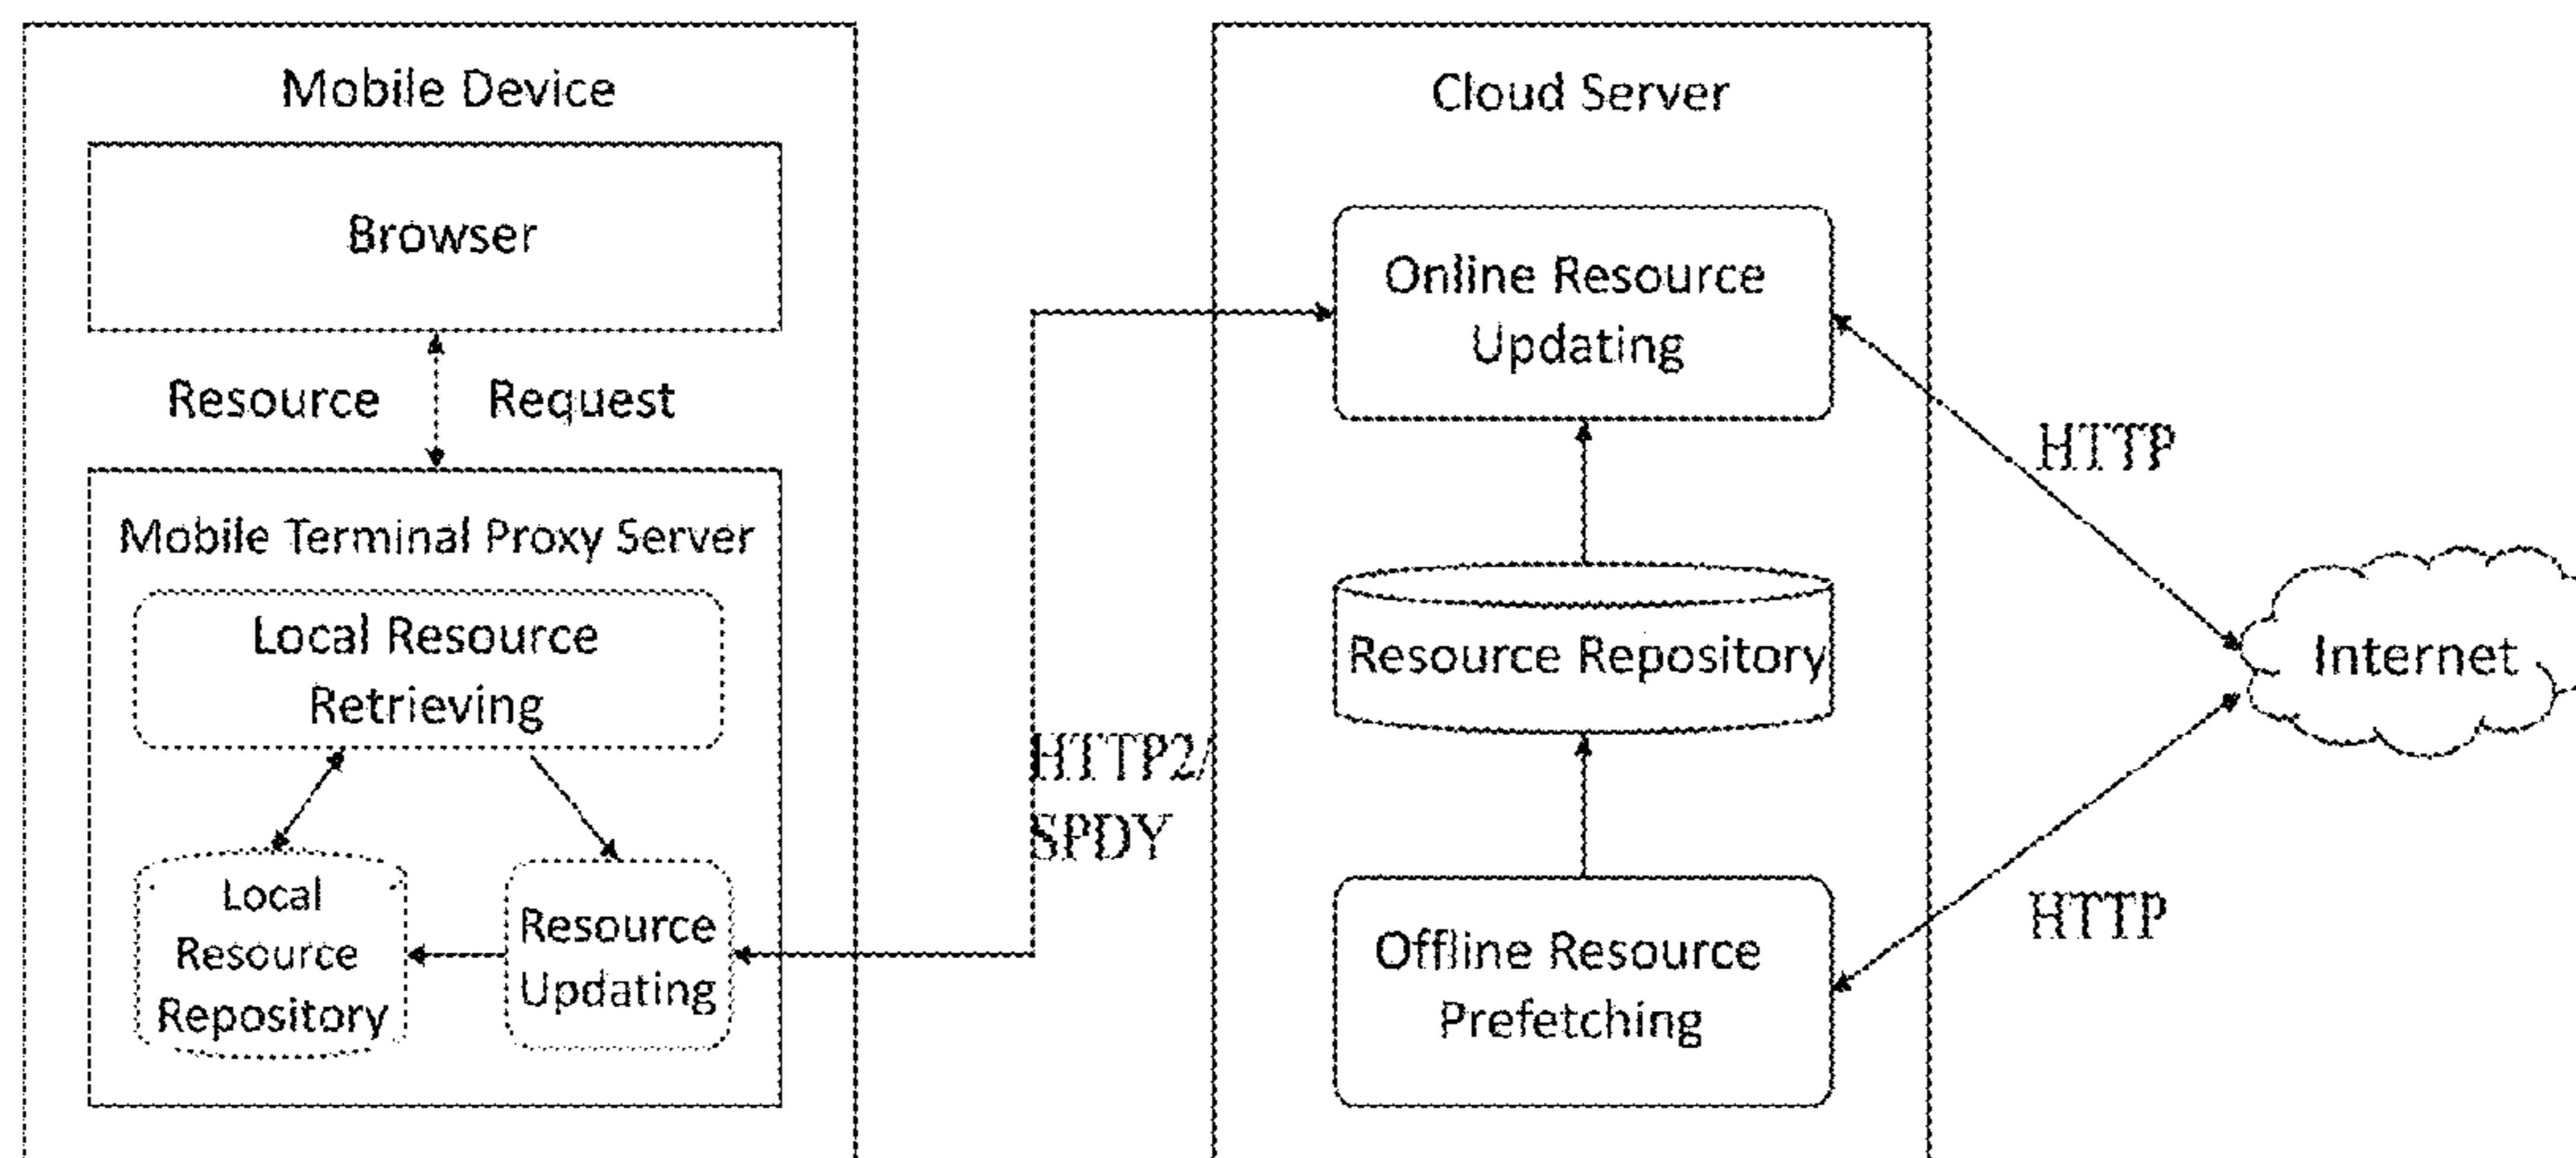 Mobile Device
Browser
Resource Request
Mobile Terminal Proxy Server
Local Resource
Retrieving
Local
Resource
Repository
Resource
Updating
HTTP2/
SPDY
Cloud Server
Online Resource
Updating
Resource Repository
Offline Resource
Prefetching
HTTP
Internet
HTTP